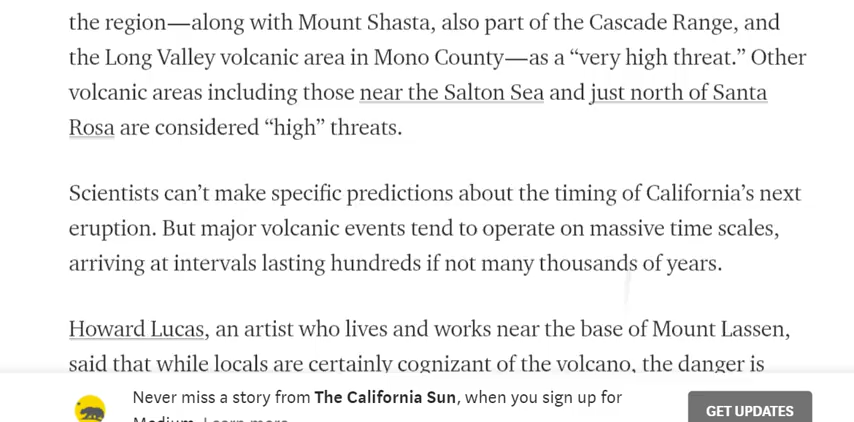 the region—along with Mount Shasta, also part of the Cascade Range, and
the Long Valley volcanic area in Mono County—as a “very high threat.” Other
volcanic areas including those near the Salton Sea and just north of Santa
Rosa are considered “high” threats.
Scientists can’t make specific predictions about the timing of California’s next
eruption. But major volcanic events tend to operate on massive time scales,
arriving at intervals lasting hundreds if not many thousands of years.
Howard Lucas, an artist who lives and works near the base of Mount Lassen,
said that while locals are certainly cognizant of the volcano, the danger is
Never miss a story from The California Sun, when you sign up for
Medium. Learn more
GET UPDATES